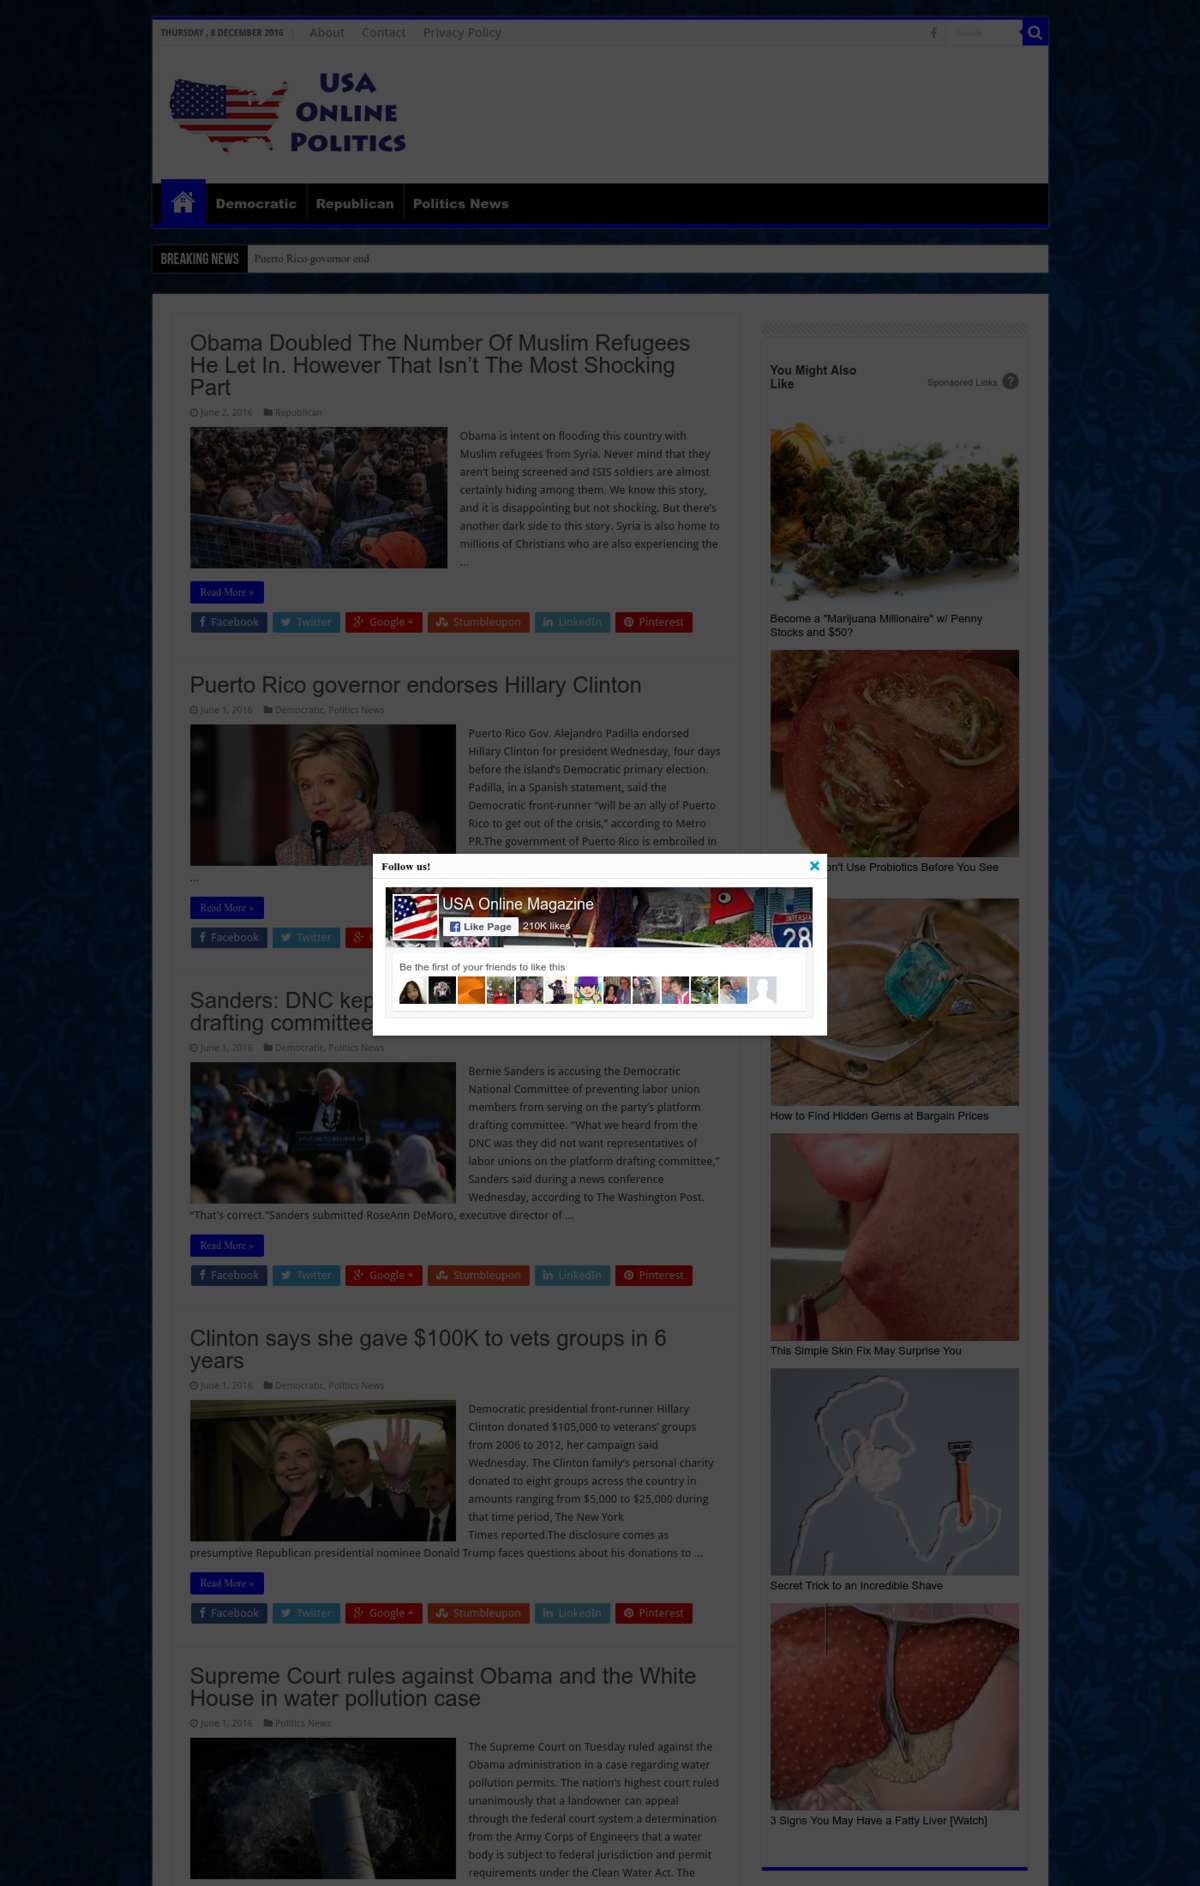 THURSDAY , 8 DECEMBER 2016
About
Contact
Privacy Policy
Search
USA
ONLINE
POLITICS
Democratic
Republican
Politics News
BREAKING NEWS
Puerto Rico governor end
Obama Doubled The Number Of Muslim Refugees
He Let In. However That Isn’t The Most Shocking
Part
June 2, 2016
Republican
Obama is intent on flooding this country with
Muslim refugees from Syria. Never mind that they
aren’t being screened and ISIS soldiers are almost
certainly hiding among them. We know this story,
and it is disappointing but not shocking. But there’s
another dark side to this story. Syria is also home to
millions of Christians who are also experiencing the
...
Read More »
Facebook
Twitter
Google +
Stumbleupon
LinkedIn
Pinterest
Puerto Rico governor endorses Hillary Clinton
June 1, 2016
Democratic, Politics News
Puerto Rico Gov. Alejandro Padilla endorsed
Hillary Clinton for president Wednesday, four days
before the island’s Democratic primary election.
Padilla, in a Spanish statement, said the
Democratic front-runner “will be an ally of Puerto
Rico to get out of the crisis,” according to Metro
PR.The government of Puerto Rico is embroiled in
...
Read More »
Facebook
Twitter
Follow us!
USA Online Magazine
Like Page
210K likes
28
Be the first of your friends to like this
Sanders: DNC kep
drafting committee
June 1, 2016
Democratic, Politics News
Bernie Sanders is accusing the Democratic
National Committee of preventing labor union
members from serving on the party’s platform
drafting committee. “What we heard from the
DNC was they did not want representatives of
labor unions on the platform drafting committee,”
Sanders said during a news conference
Wednesday, according to The Washington Post.
“That’s correct.”Sanders submitted RoseAnn DeMoro, executive director of ...
Read More »
Facebook
Twitter
Google +
Stumbleupon
LinkedIn
Pinterest
Clinton says she gave $100K to vets groups in 6
years
June 1, 2016
Democratic, Politics News
Democratic presidential front-runner Hillary
Clinton donated $105,000 to veterans’ groups
from 2006 to 2012, her campaign said
Wednesday. The Clinton family’s personal charity
donated to eight groups across the country in
amounts ranging from $5,000 to $25,000 during
that time period, The New York
Times reported.The disclosure comes as
presumptive Republican presidential nominee Donald Trump faces questions about his donations to ...
Read More »
Facebook
Twitter
Google +
Stumbleupon
LinkedIn
Pinterest
Supreme Court rules against Obama and the White
House in water pollution case
June 1, 2016
Politics News
The Supreme Court on Tuesday ruled against the
Obama administration in a case regarding water
pollution permits. The nation’s highest court ruled
unanimously that a landowner can appeal
through the federal court system a determination
from the Army Corps of Engineers that a water
body is subject to federal jurisdiction and permit
requirements under the Clean Water Act. The
You Might Also
Like
Sponsored Links
?
Become a "Marijuana Millionaire" w/ Penny
Stocks and $50?
n't Use Probiotics Before You See
How to Find Hidden Gems at Bargain Prices
This Simple Skin Fix May Surprise You
Secret Trick to an Incredible Shave
3 Signs You May Have a Fatty Liver [Watch]